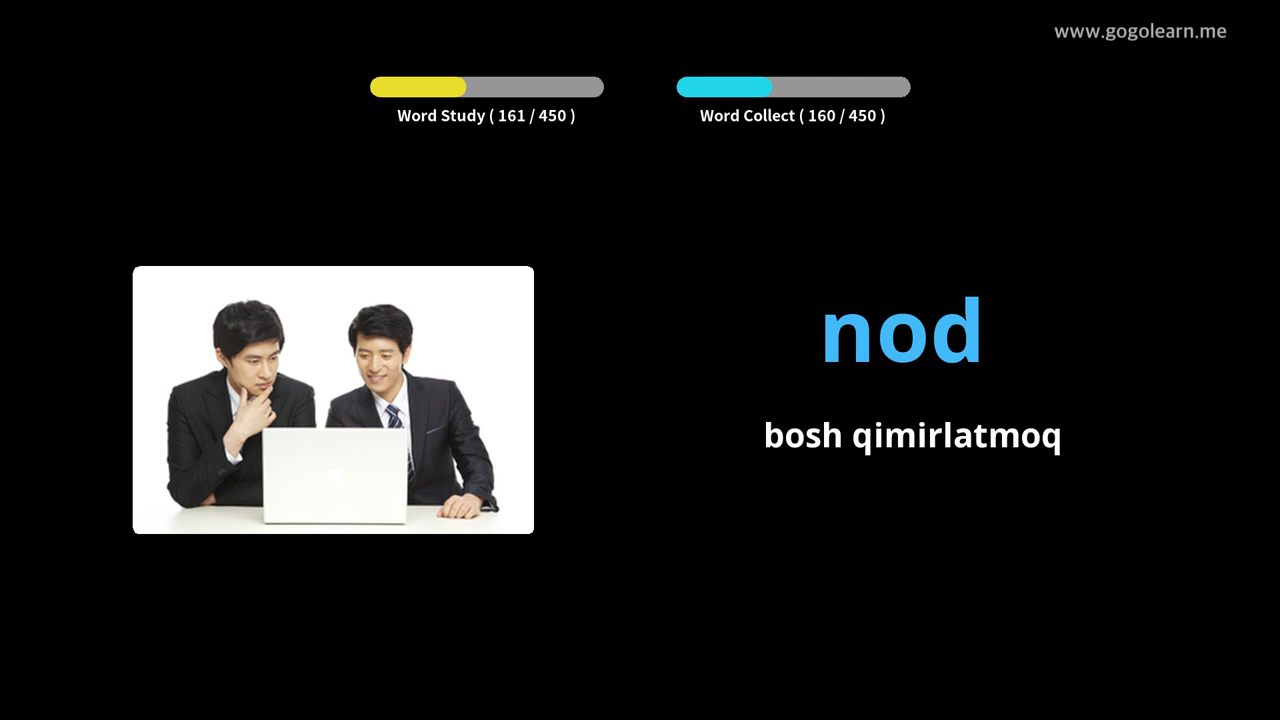 www.gogolearn.me
Word Study ( 161 / 450 )
Word Collect ( 160 / 450 )
nod
bosh qimirlatmoq